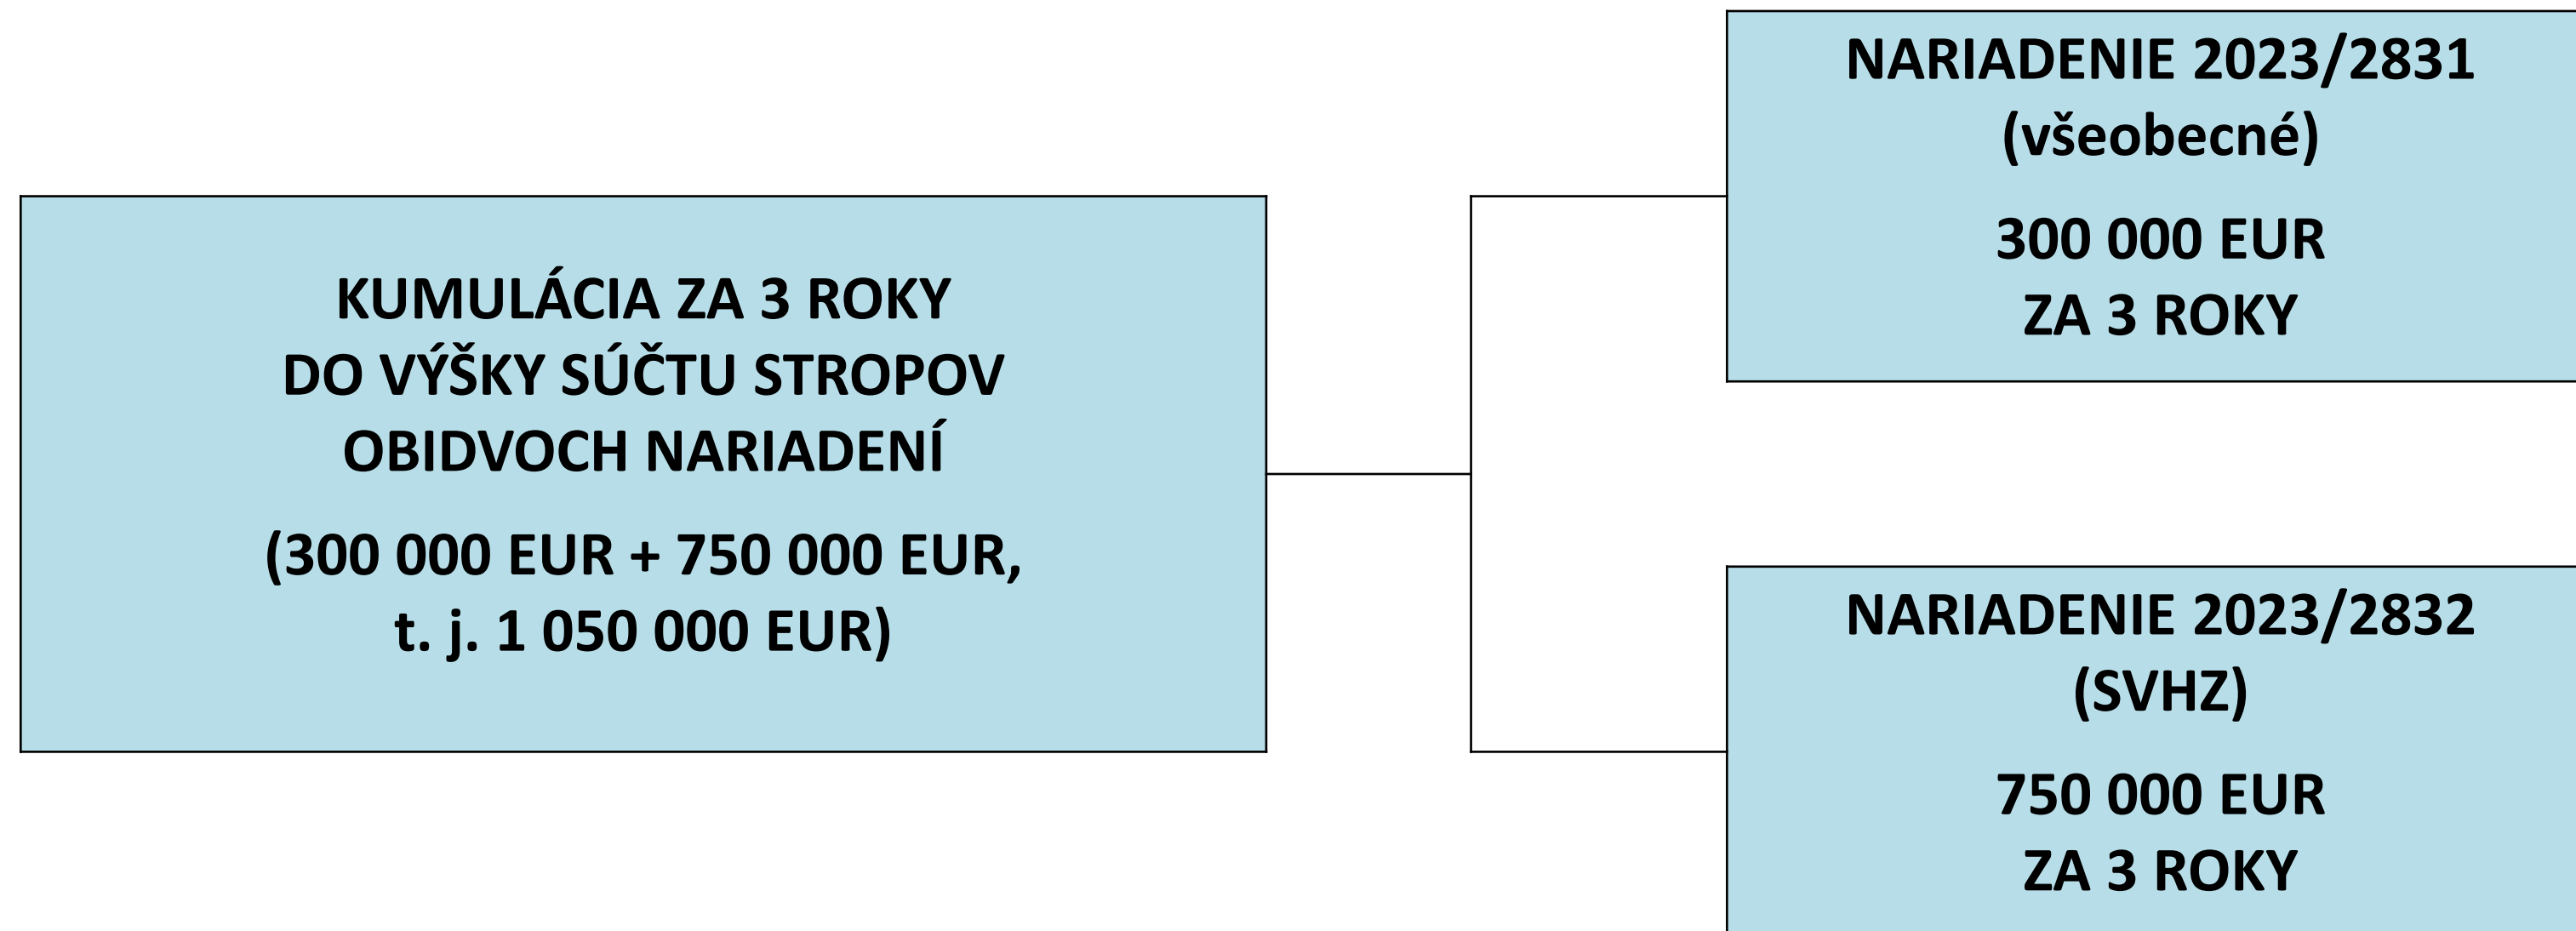 KUMULÁCIA ZA 3 ROKY
DO VÝŠKY SÚČTU STROPOV
OBIDVOCH NARIADENÍ
(300 000 EUR + 750 000 EUR,
t. j. 1 050 000 EUR)
NARIADENIE 2023/2831
(všeobecné)
300 000 EUR
ZA 3 ROKY
NARIADENIE 2023/2832
(SVHZ)
750 000 EUR
ZA 3 ROKY